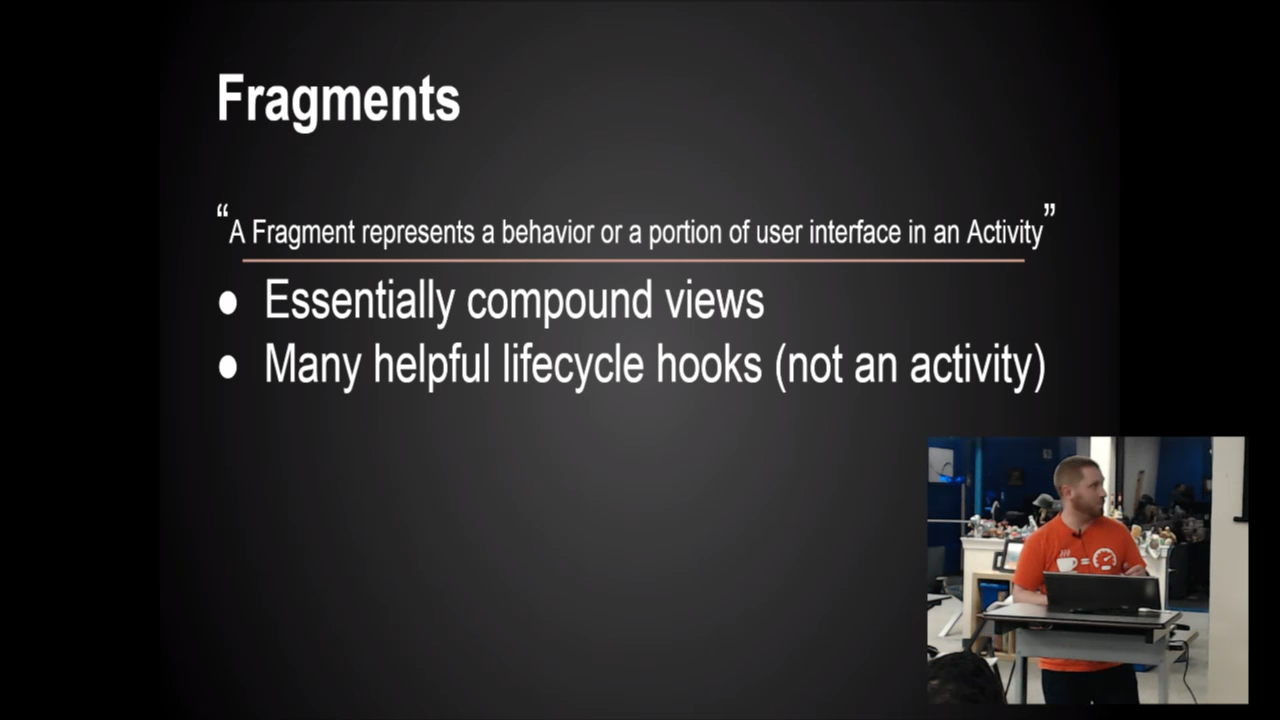 Fragments
“A Fragment represents a behavior or a portion of user interface in an Activity”
● Essentially compound views
● Many helpful lifecycle hooks (not an activity)